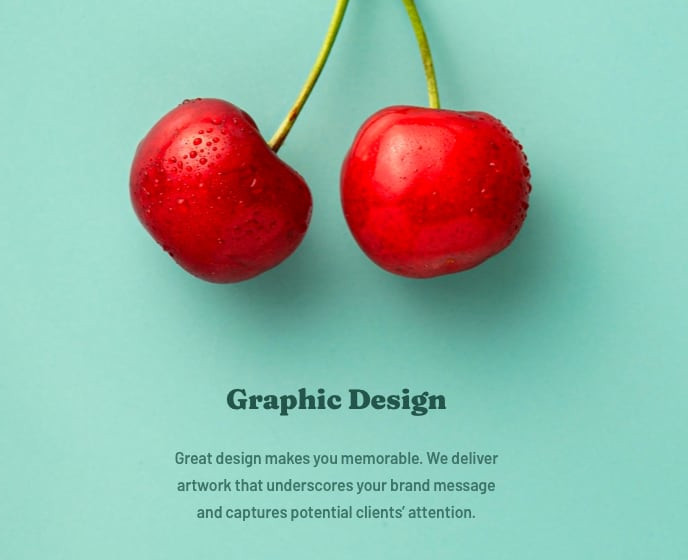 Graphic Design
Great design makes you memorable. We deliver
artwork that underscores your brand message
and captures potential clients’ attention.